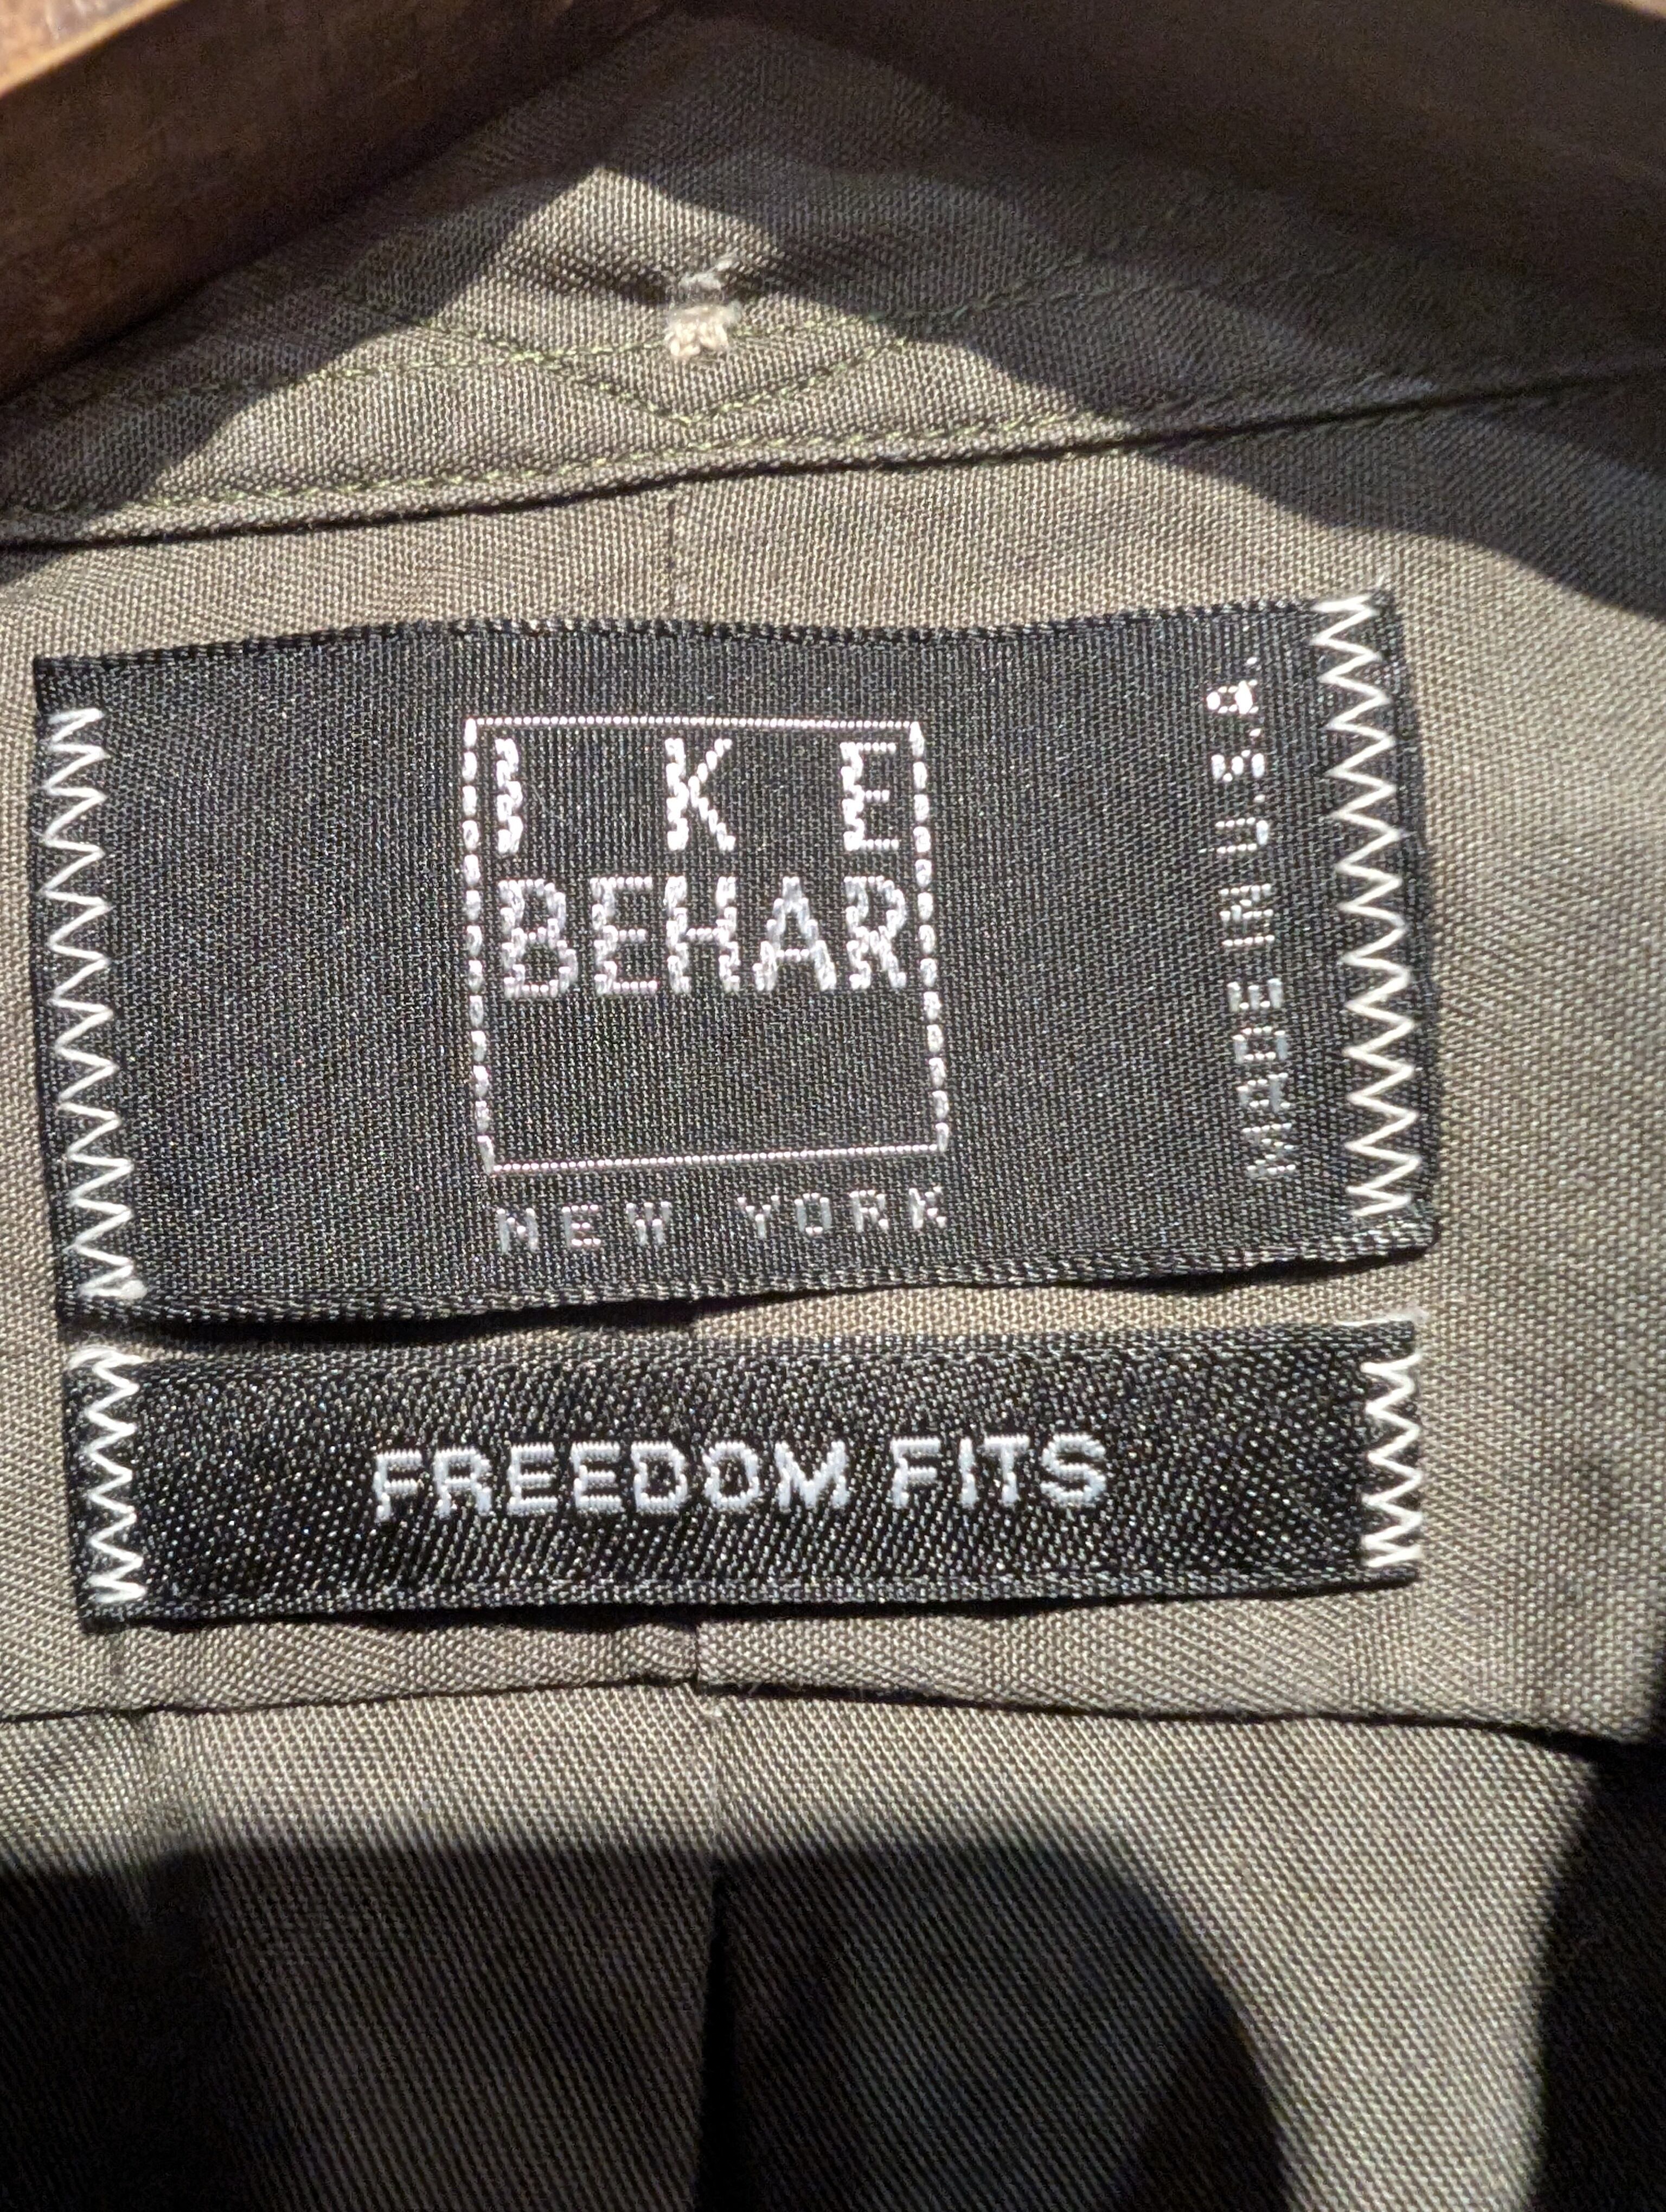 IKE
BEHAR
NEW YORK
MADE IN U.S.A.
FREEDOM FITS